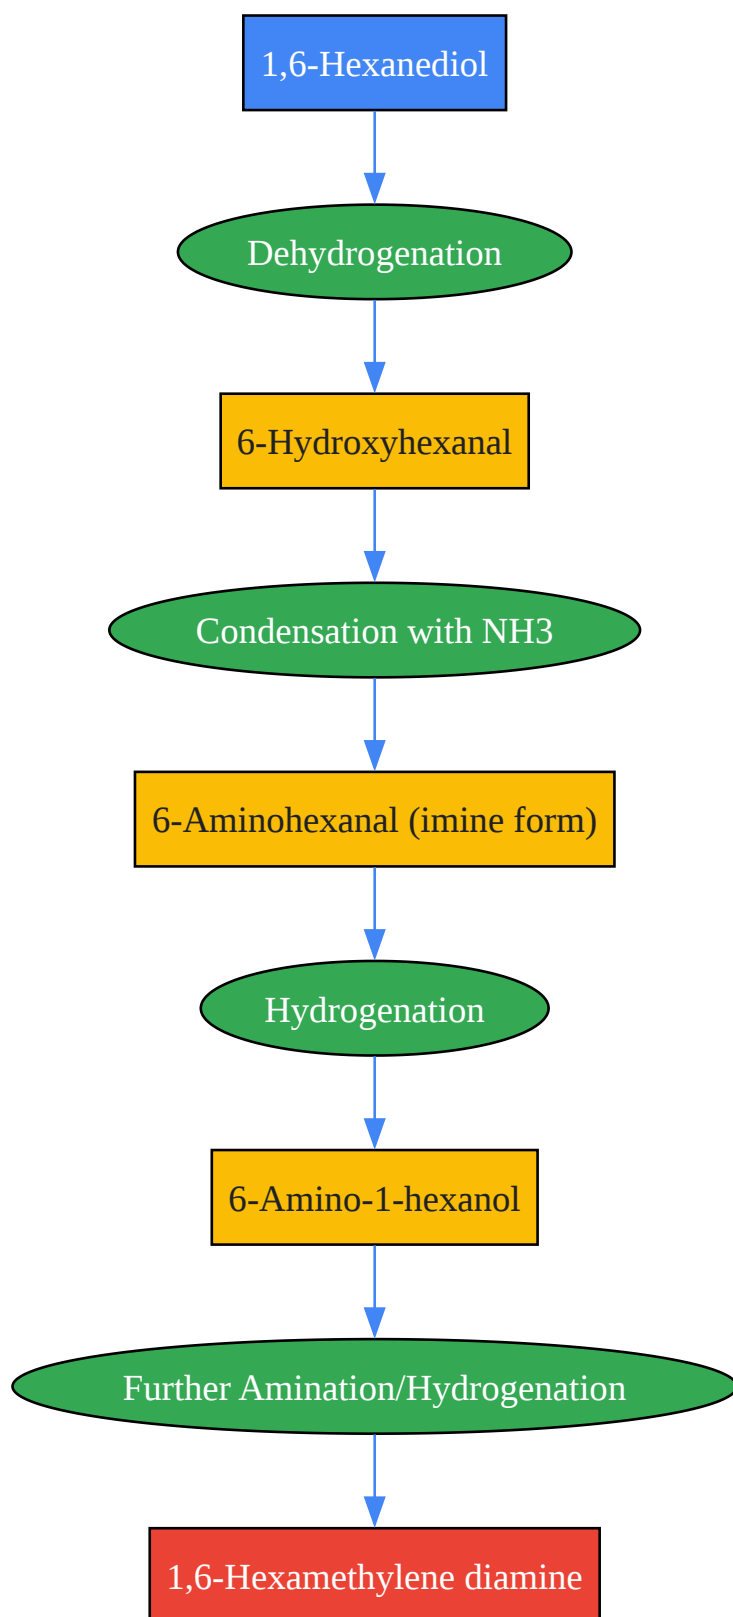 1,6-Hexanediol
Dehydrogenation
6-Hydroxyhexanal
Condensation with NH3
6-Aminohexanal (imine form)
Hydrogenation
6-Amino-1-hexanol
Further Amination/Hydrogenation
1,6-Hexamethylene diamine